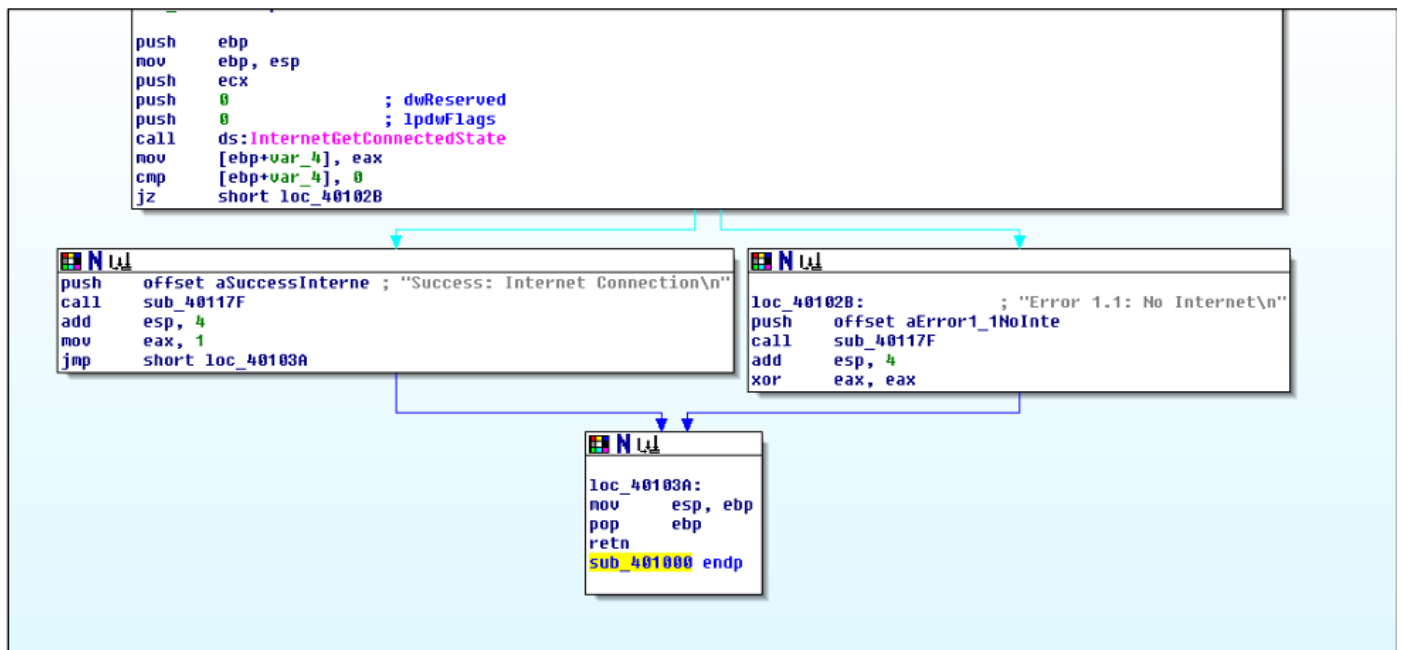 push ebp
mov ebp, esp
push ecx
push 0 ; dwReserved
push 0 ; lpdwFlags
call ds:InternetGetConnectedState
mov [ebp+var_4], eax
cmp [ebp+var_4], 0
jz short loc_40102B
N
push offset aSuccessInterne ; "Success: Internet Connection\n"
call sub_40117F
add esp, 4
mov eax, 1
jmp short loc_40103A
N
loc_40102B: ; "Error 1.1: No Internet\n"
push offset aError1_1NoInte
call sub_40117F
add esp, 4
xor eax, eax
N
loc_40103A:
mov esp, ebp
pop ebp
retn
sub_401000 endp